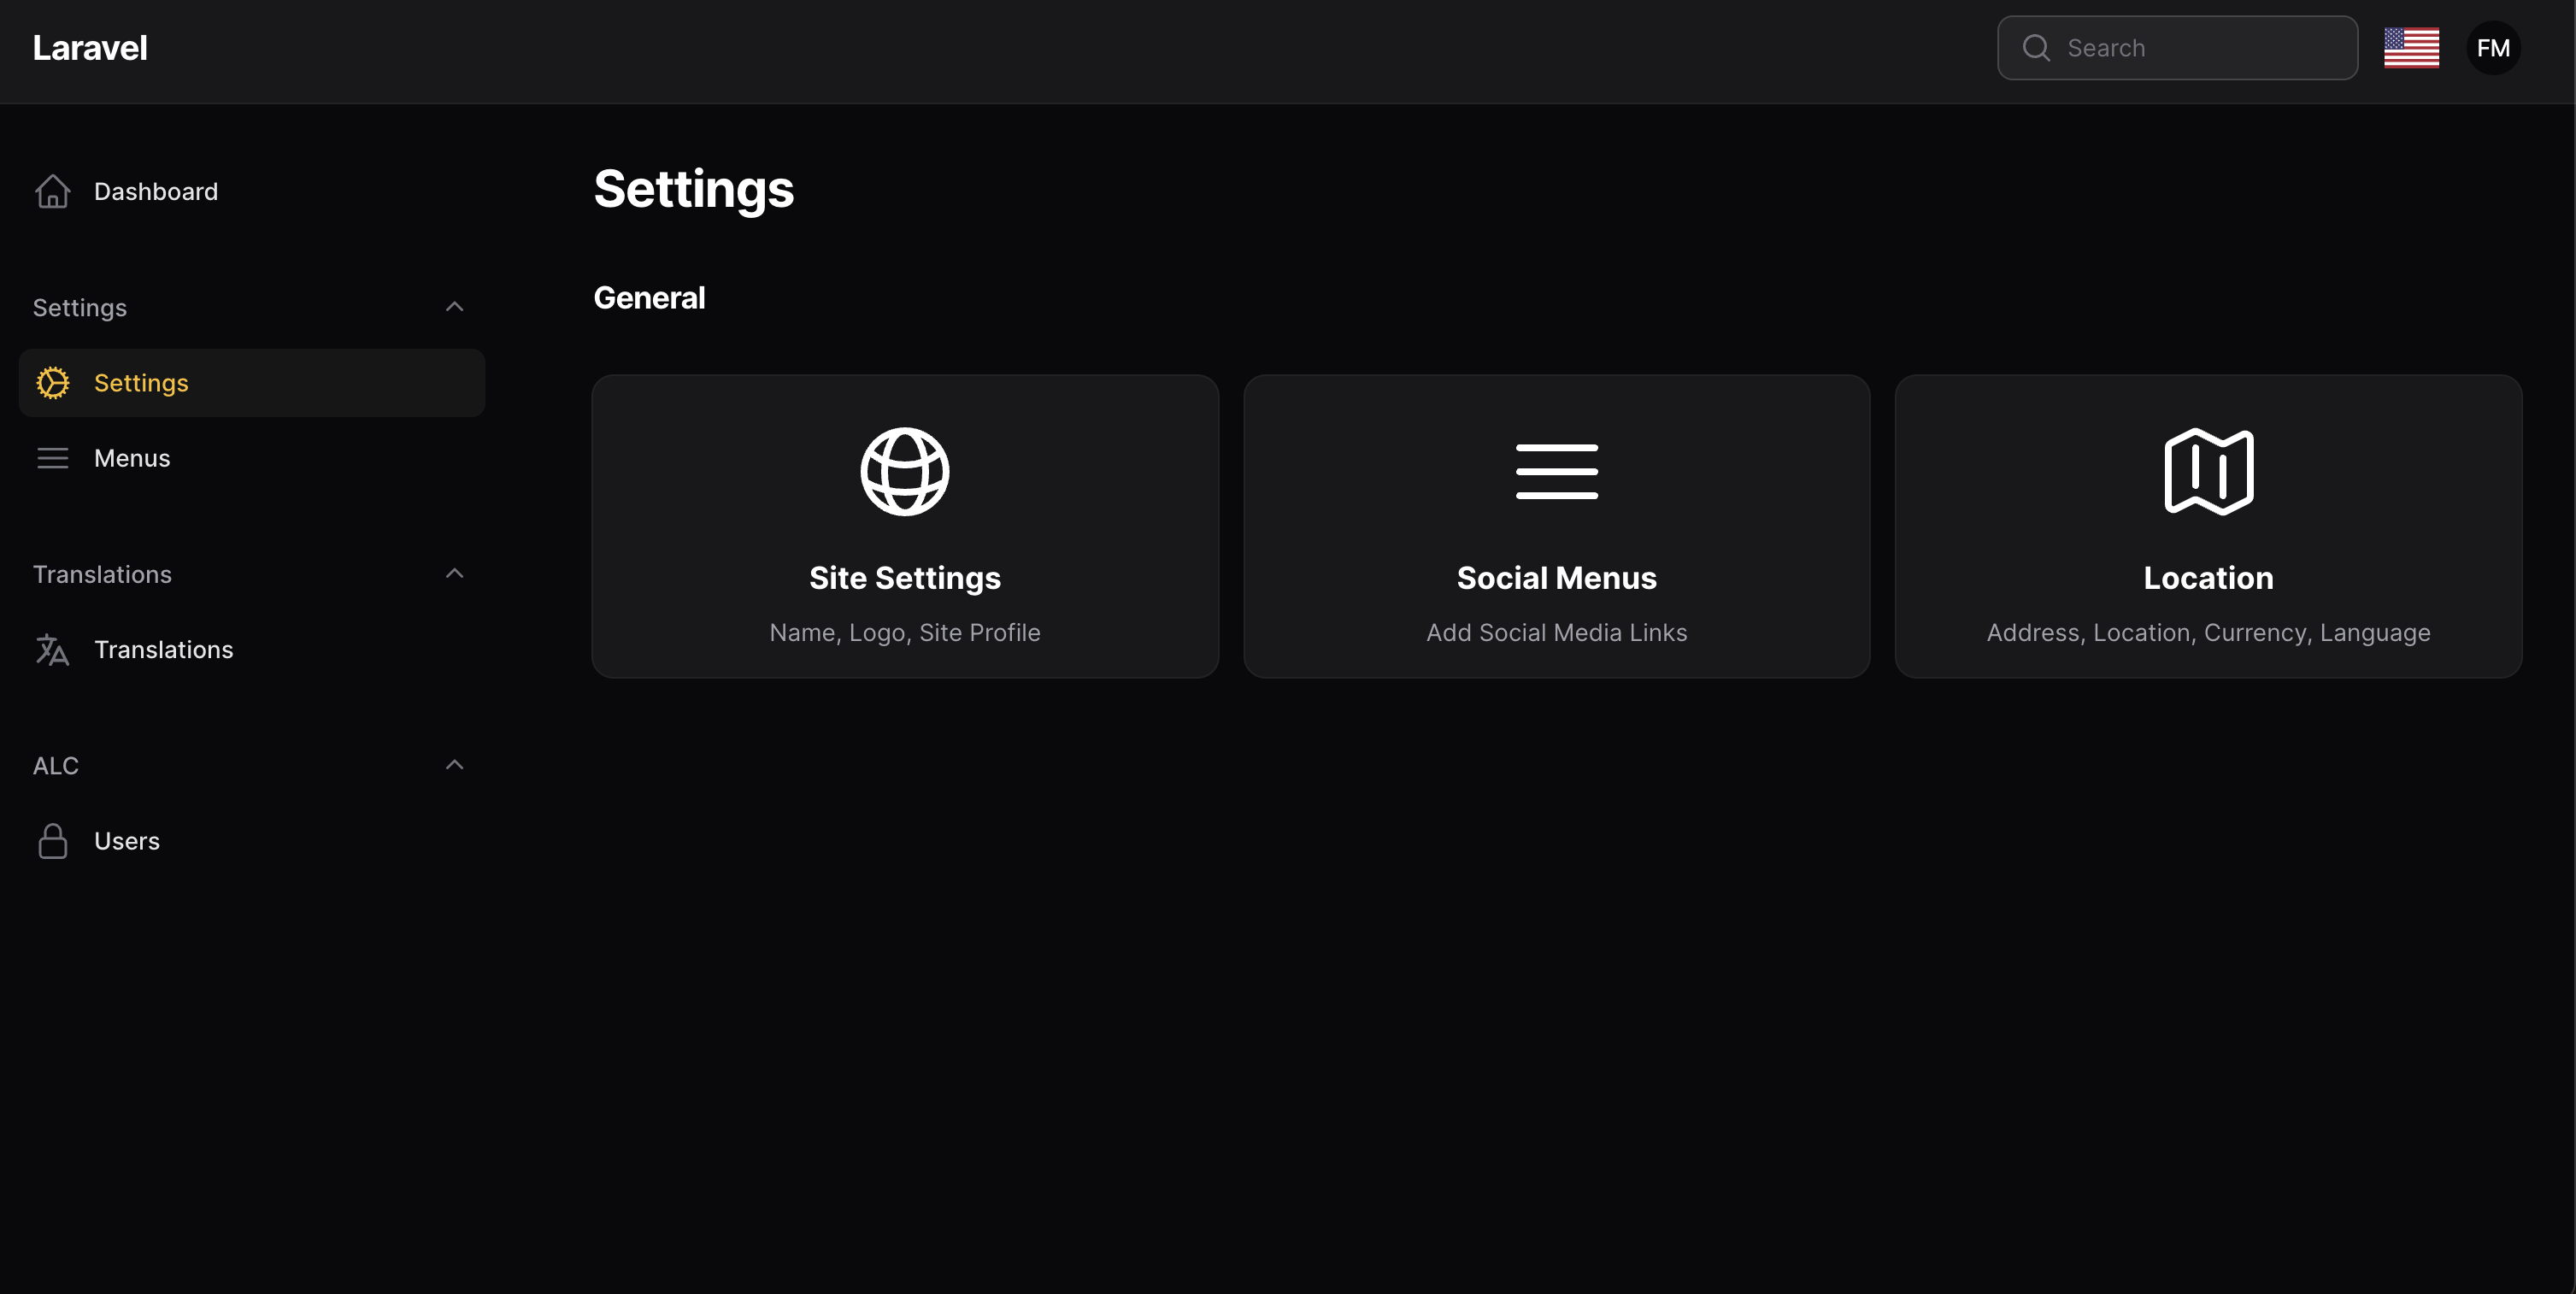 Laravel
Search
FM
Dashboard
Settings
Settings
Menus
Translations
Translations
ALC
Users
Settings
General
Site Settings
Name, Logo, Site Profile
Social Menus
Add Social Media Links
Location
Address, Location, Currency, Language